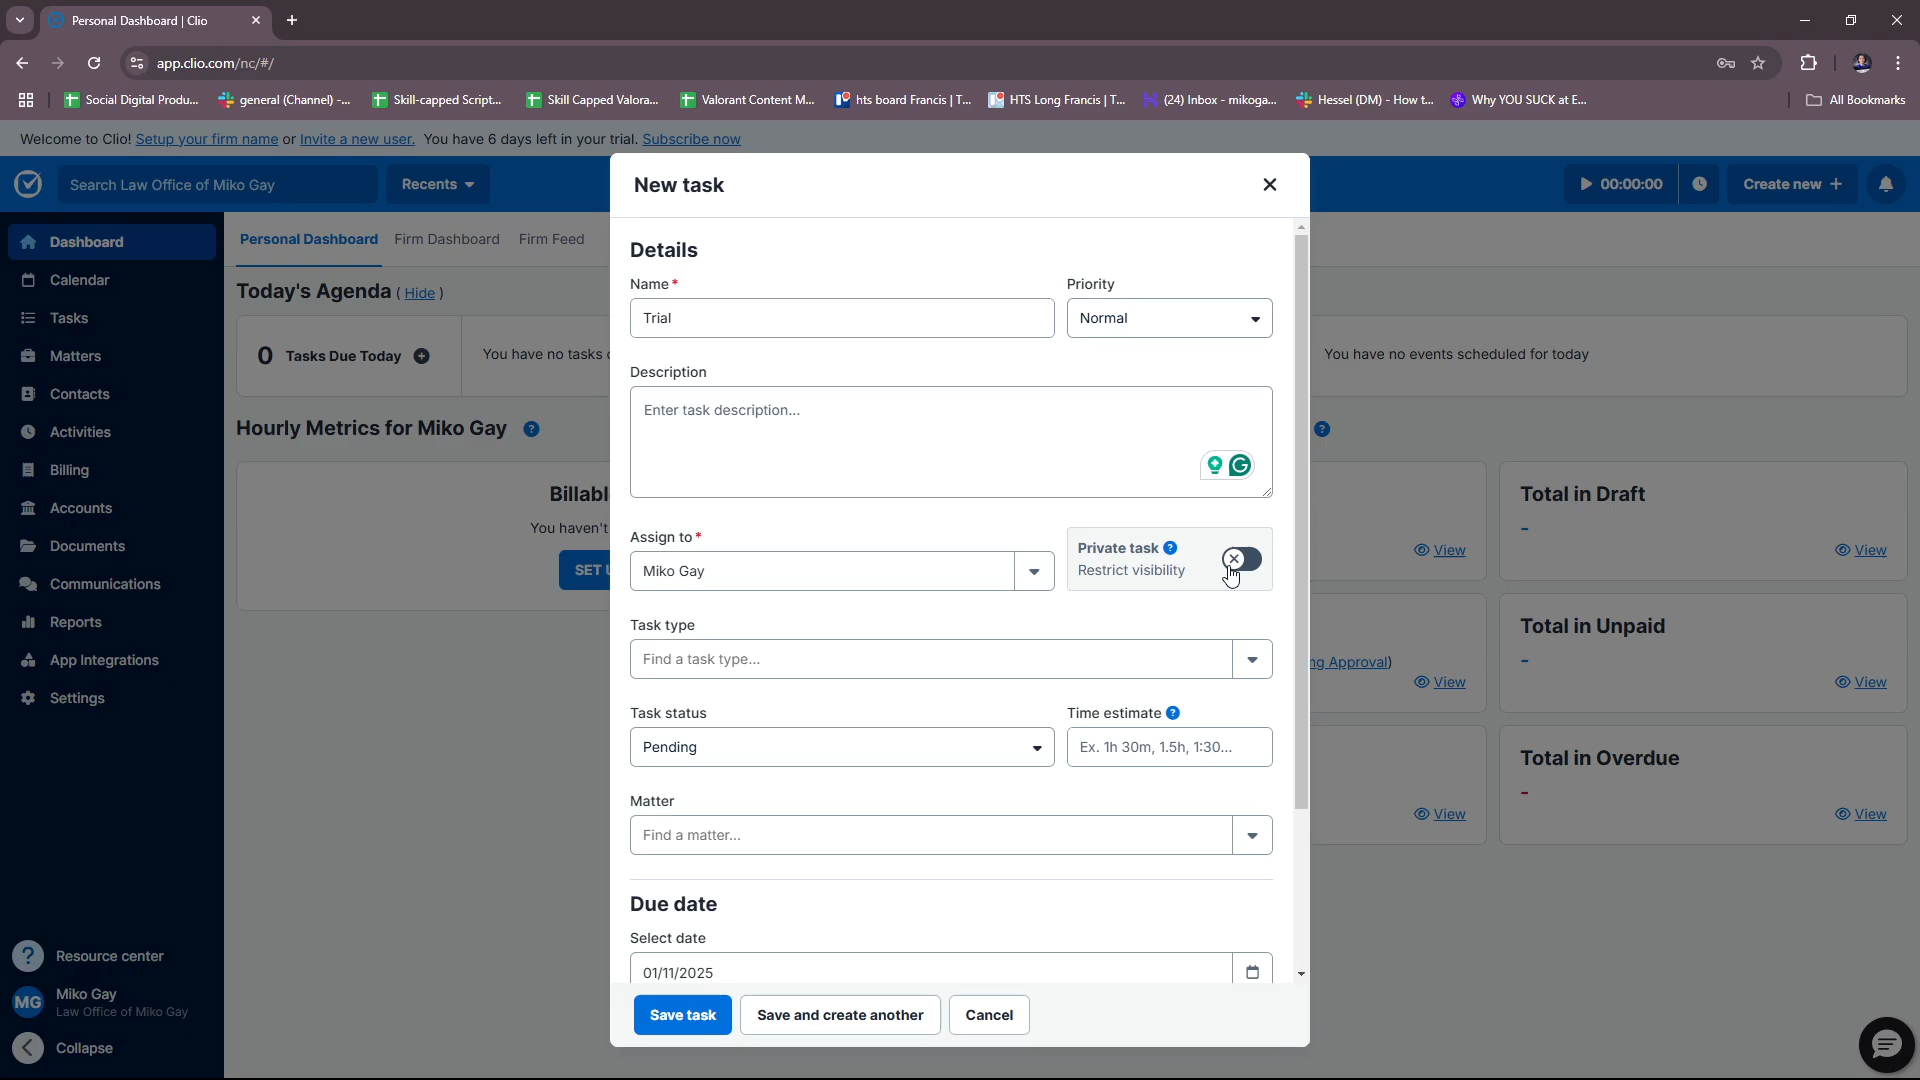 Personal Dashboard | Clio
app.clio.com/nc/#/
Social Digital Produ...
general (Channel) -...
Skill-capped Script...
Skill Capped Valora...
Valorant Content M...
hts board Francis | T...
HTS Long Francis | T...
(24) Inbox - mikoga...
Hessel (DM) - How t...
Why YOU SUCK at E...
All Bookmarks
Welcome to Clio! Setup your firm name or Invite a new user. You have 6 days left in your trial. Subscribe now
Search Law Office of Miko Gay
Recents
00:00:00
Create new +
Dashboard
Calendar
Tasks
Matters
Contacts
Activities
Billing
Accounts
Documents
Communications
Reports
App Integrations
Settings
Resource center
MG
Miko Gay
Law Office of Miko Gay
Collapse
Personal Dashboard
Firm Dashboard
Firm Feed
Today's Agenda ( Hide )
0 Tasks Due Today
You have no tasks
You have no events scheduled for today
Hourly Metrics for Miko Gay
Billabl
You haven't
SET U
New task
Details
Name*
Trial
Priority
Normal
Description
Enter task description...
Assign to*
Miko Gay
Private task
Restrict visibility
Task type
Find a task type...
Task status
Pending
Time estimate
Ex. 1h 30m, 1.5h, 1:30...
Matter
Find a matter...
Due date
Select date
01/11/2025
Save task
Save and create another
Cancel
View
Total in Draft
-
View
ng Approval)
View
Total in Unpaid
-
View
View
Total in Overdue
-
View